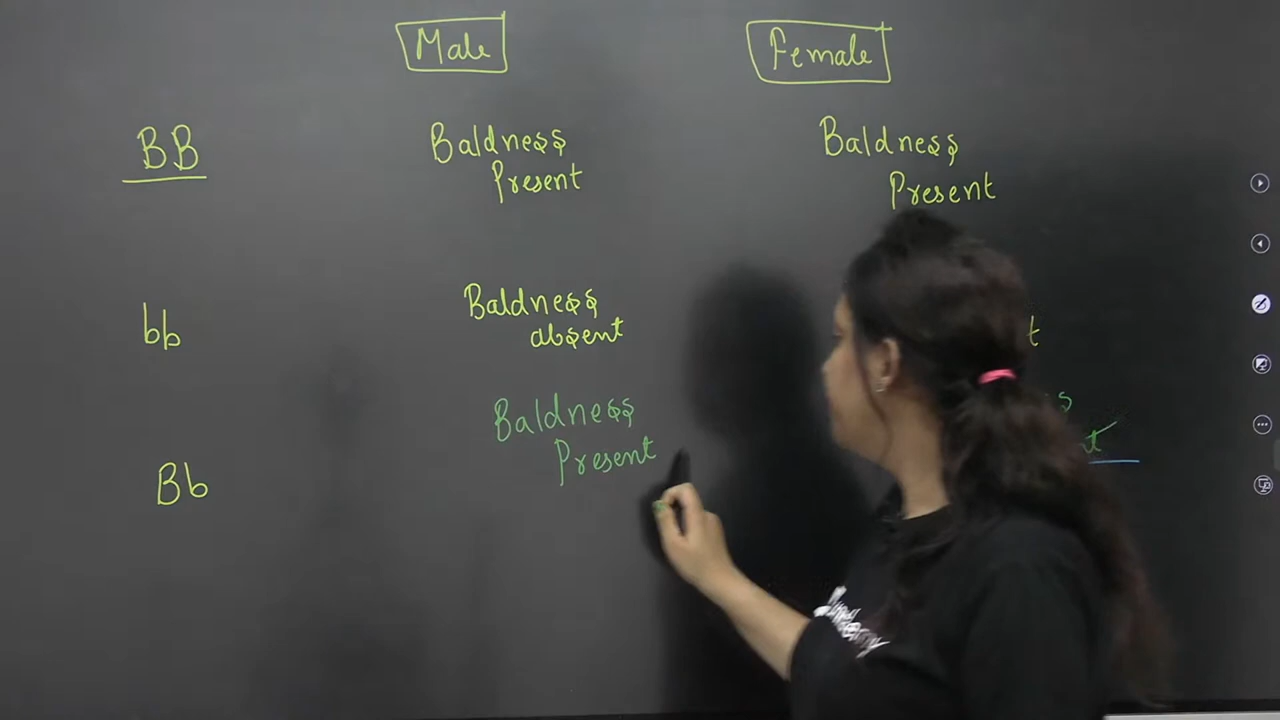 Male
Female
BB
Baldness
Present
Baldness
Present
bb
Baldness
absent
Bb
Baldness
Present